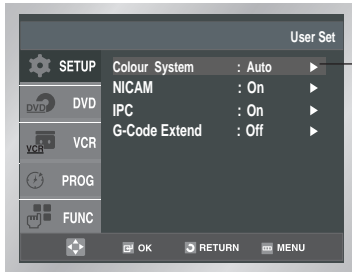 User Set
SETUP
DVD
DVD
VCR
VCR
PROG
FUNC
Colour System : Auto
NICAM : On
IPC : On
G-Code Extend : Off
OK RETURN MENU